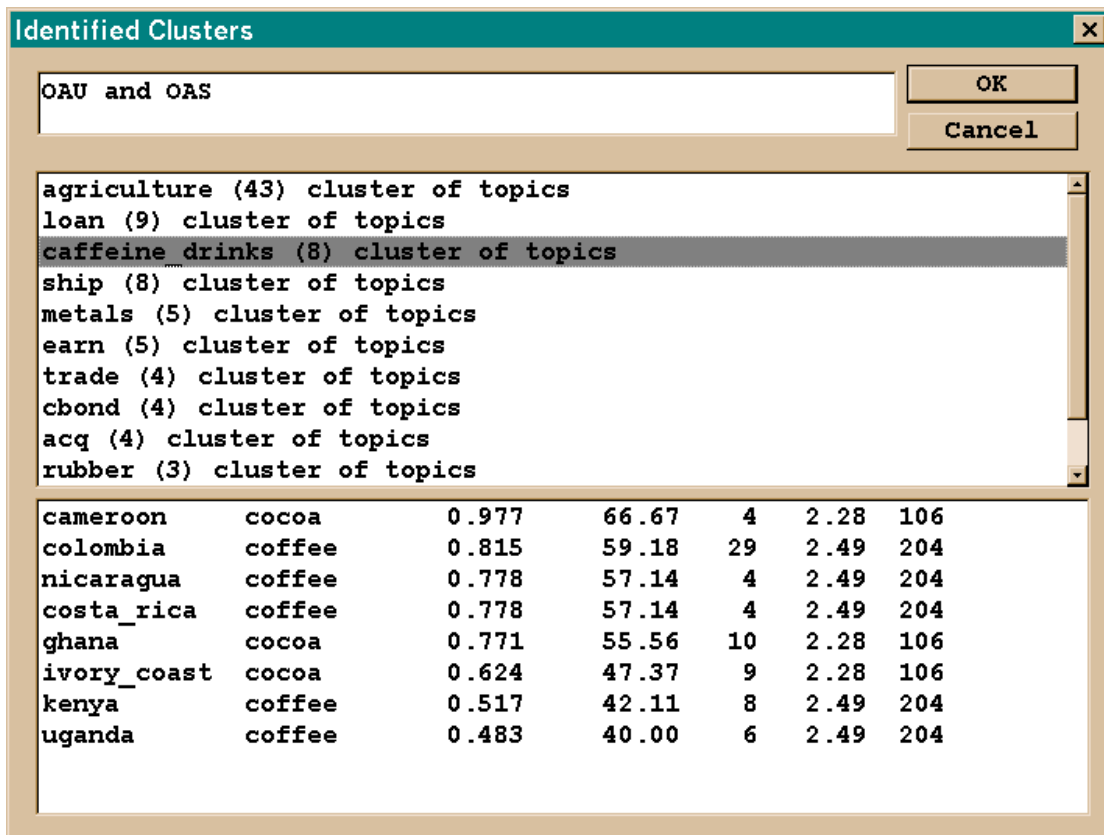 Identified Clusters
OAU and OAS
OK
Cancel
agriculture (43) cluster of topics
loan (9) cluster of topics
caffeine_drinks (8) cluster of topics
ship (8) cluster of topics
metals (5) cluster of topics
earn (5) cluster of topics
trade (4) cluster of topics
cbond (4) cluster of topics
acq (4) cluster of topics
rubber (3) cluster of topics
cameroon cocoa 0.977 66.67 4 2.28 106
colombia coffee 0.815 59.18 29 2.49 204
nicaragua coffee 0.778 57.14 4 2.49 204
costa_rica coffee 0.778 57.14 4 2.49 204
ghana cocoa 0.771 55.56 10 2.28 106
ivory_coast cocoa 0.624 47.37 9 2.28 106
kenya coffee 0.517 42.11 8 2.49 204
uganda coffee 0.483 40.00 6 2.49 204